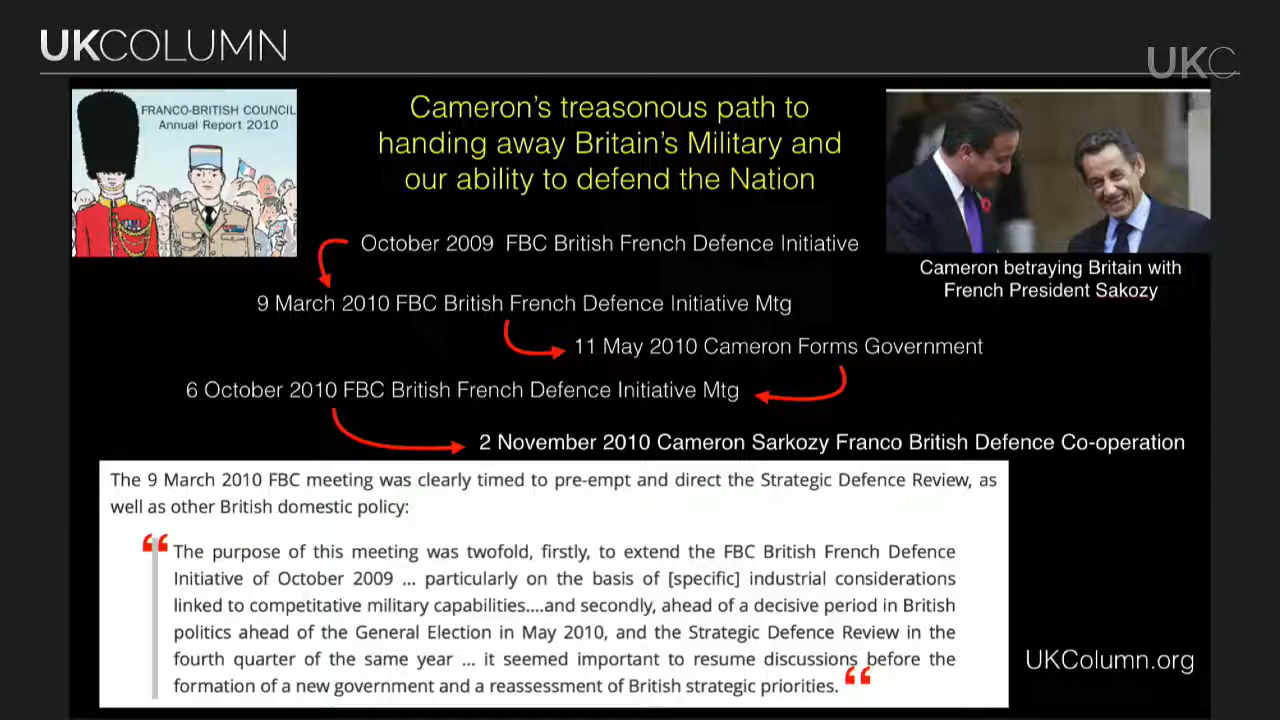 UKCOLUMN
UKC
FRANCO-BRITISH COUNCIL
Annual Report 2010
Cameron's treasonous path to
handing away Britain's Military and
our ability to defend the Nation
October 2009 FBC British French Defence Initiative
9 March 2010 FBC British French Defence Initiative Mtg
11 May 2010 Cameron Forms Government
6 October 2010 FBC British French Defence Initiative Mtg
2 November 2010 Cameron Sarkozy Franco British Defence Co-operation
Cameron betraying Britain with
French President Sakozy
The 9 March 2010 FBC meeting was clearly timed to pre-empt and direct the Strategic Defence Review, as
well as other British domestic policy:
“ The purpose of this meeting was twofold, firstly, to extend the FBC British French Defence
Initiative of October 2009 ... particularly on the basis of [specific] industrial considerations
linked to competitative military capabilities....and secondly, ahead of a decisive period in British
politics ahead of the General Election in May 2010, and the Strategic Defence Review in the
fourth quarter of the same year ... it seemed important to resume discussions before the
formation of a new government and a reassessment of British strategic priorities. “
UKColumn.org